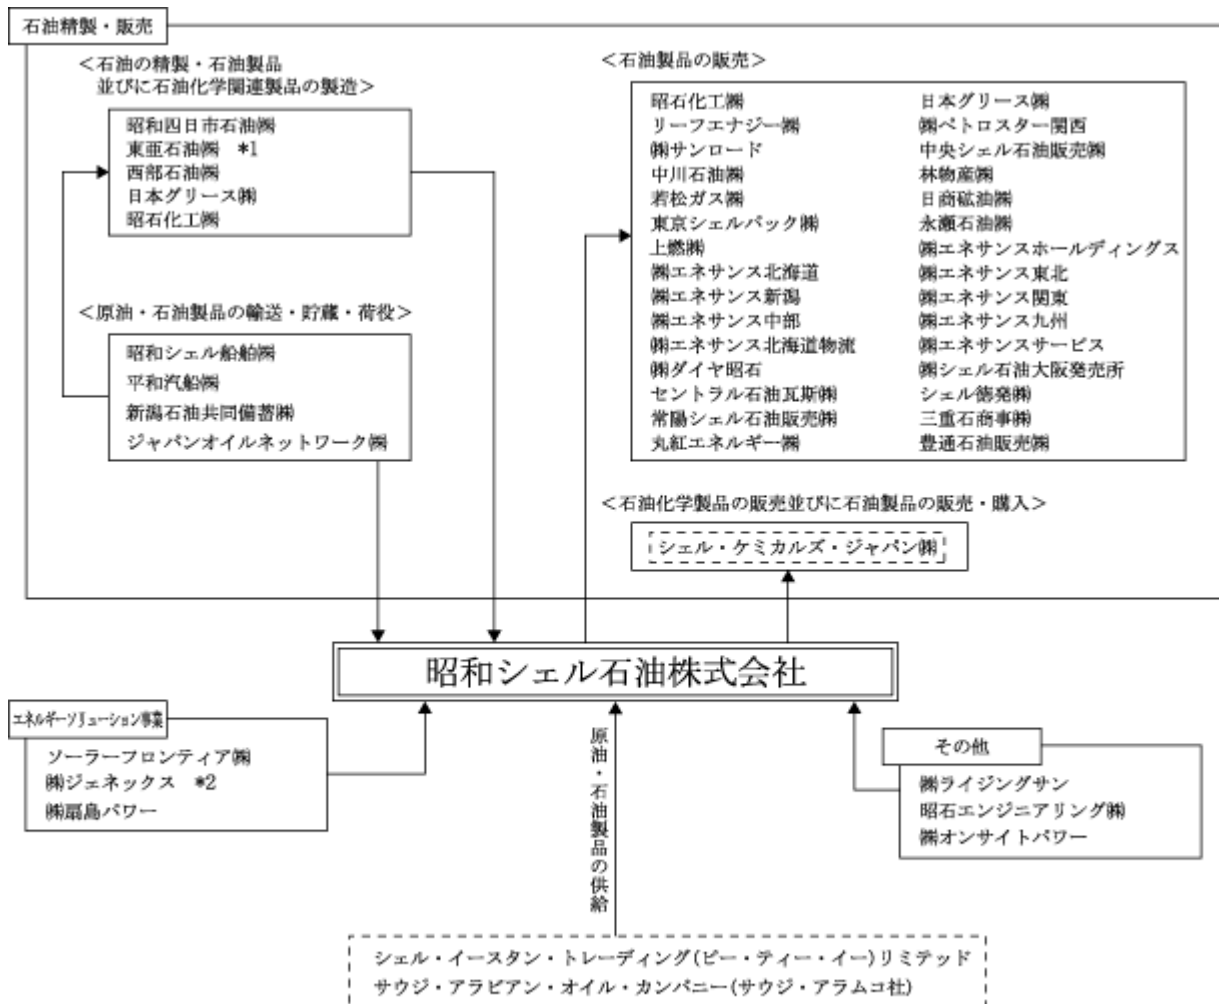 石油精製・販売
<石油の精製・石油製品
並びに石油化学関連製品の製造>
昭和四日市石油㈱
東亜石油㈱ *1
西部石油㈱
日本グリース㈱
昭石化工㈱
<原油・石油製品の輸送・貯蔵・荷役>
昭和シェル船舶㈱
平和汽船㈱
新潟石油共同備蓄㈱
ジャパンオイルネットワーク㈱
<石油製品の販売>
昭石化工㈱
リーフエナジー㈱
㈱サンロード
中川石油㈱
若松ガス㈱
東京シェルパック㈱
上燃㈱
㈱エネサンス北海道
㈱エネサンス新潟
㈱エネサンス中部
㈱エネサンス北海道物流
㈱ダイヤ昭石
セントラル石油瓦斯㈱
常陽シェル石油販売㈱
丸紅エネルギー㈱
日本グリース㈱
㈱ペトロスター関西
中央シェル石油販売㈱
林物産㈱
日商砿油㈱
永瀬石油㈱
㈱エネサンスホールディングス
㈱エネサンス東北
㈱エネサンス関東
㈱エネサンス九州
㈱エネサンスサービス
㈱シェル石油大阪発売所
シェル徳発㈱
三重石商事㈱
豊通石油販売㈱
<石油化学製品の販売並びに石油製品の販売・購入>
シェル・ケミカルズ・ジャパン㈱
昭和シェル石油株式会社
エネルギーソリューション事業
ソーラーフロンティア㈱
㈱ジェネックス *2
㈱扇島パワー
原油・石油製品の供給
その他
㈱ライジングサン
昭石エンジニアリング㈱
㈱オンサイトパワー
シェル・イースタン・トレーディング(ピー・ティー・イー)リミテッド
サウジ・アラビアン・オイル・カンパニー(サウジ・アラムコ社)